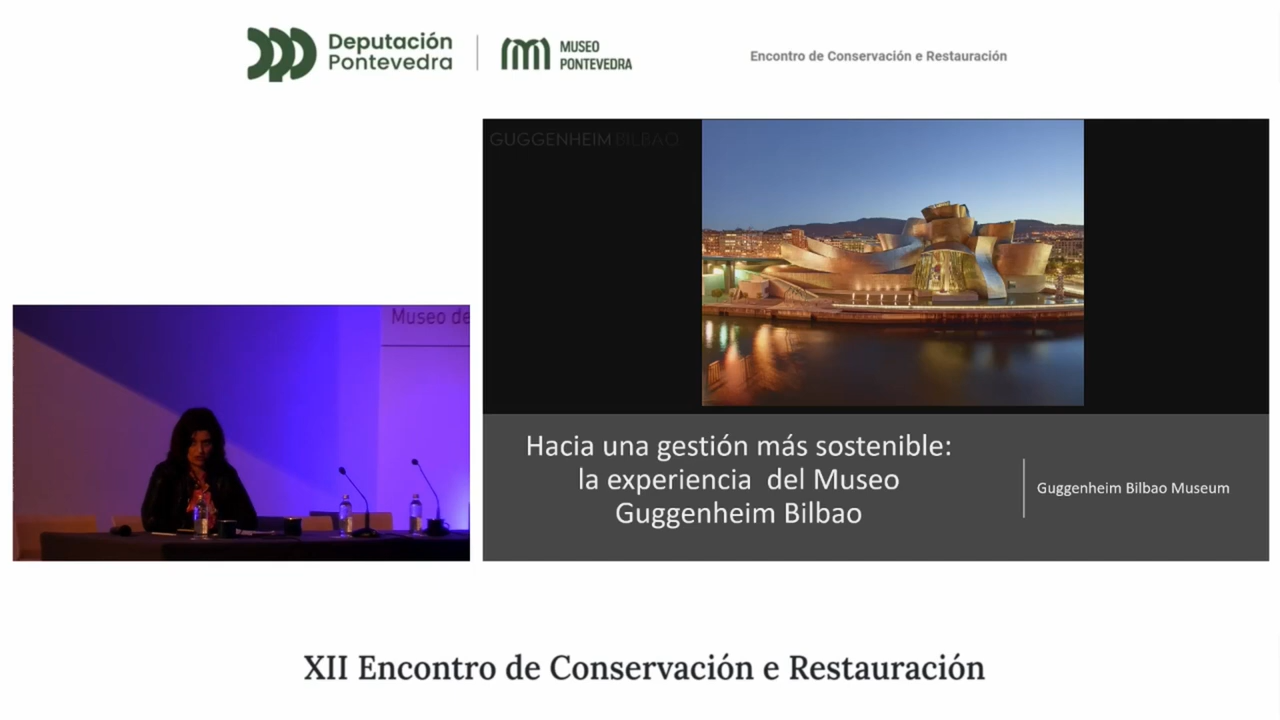 Deputación
Pontevedra
MUSEO
PONTEVEDRA
Encontro de Conservación e Restauración
GUGGENHEIM BILBAO
Museo de
Hacia una gestión más sostenible:
la experiencia del Museo
Guggenheim Bilbao
Guggenheim Bilbao Museum
XII Encontro de Conservación e Restauración